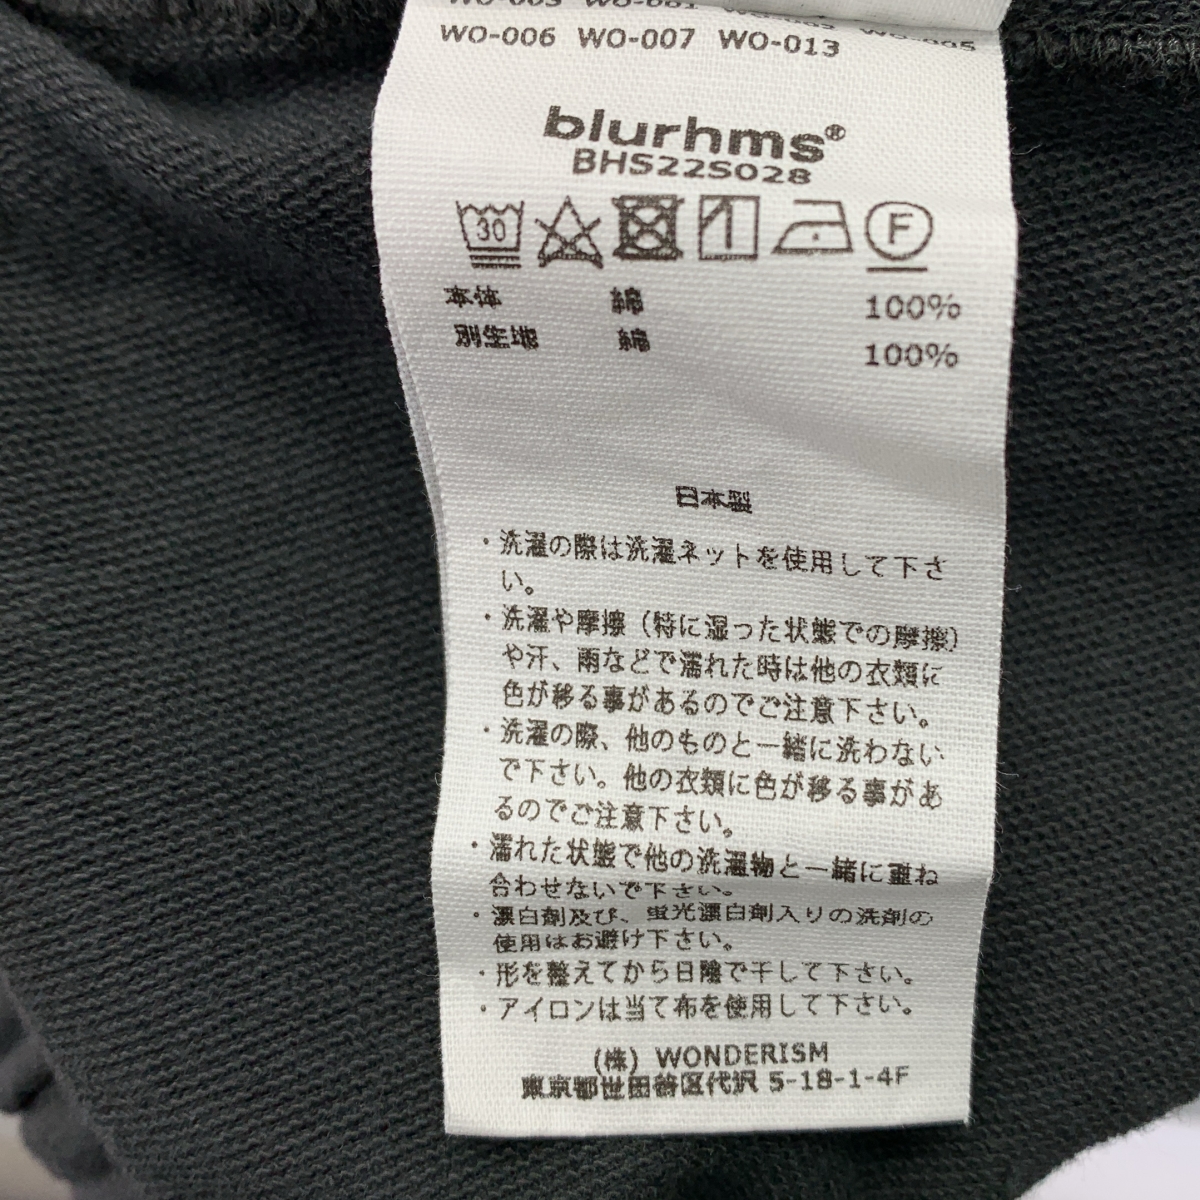 WO-006 WO-007 WO-013
blurhms®
BHS22S028
30 F
本体 綿 100%
別生地 綿 100%
日本製
・洗濯の際は洗濯ネットを使用して下さ
い。
・洗濯や摩擦（特に湿った状態での摩擦）
や汗、雨などで濡れた時は他の衣類に
色が移る事があるのでご注意下さい。
・洗濯の際、他のものと一緒に洗わない
で下さい。他の衣類に色が移る事があ
るのでご注意下さい。
・濡れた状態で他の洗濯物と一緒に重ね
合わせないで下さい。
・漂白剤及び、蛍光漂白剤入りの洗剤の
使用はお避け下さい。
・形を整えてから日陰で干して下さい。
・アイロンは当て布を使用して下さい。
(株) WONDERISM
東京都世田谷区代沢 5-18-1-4F